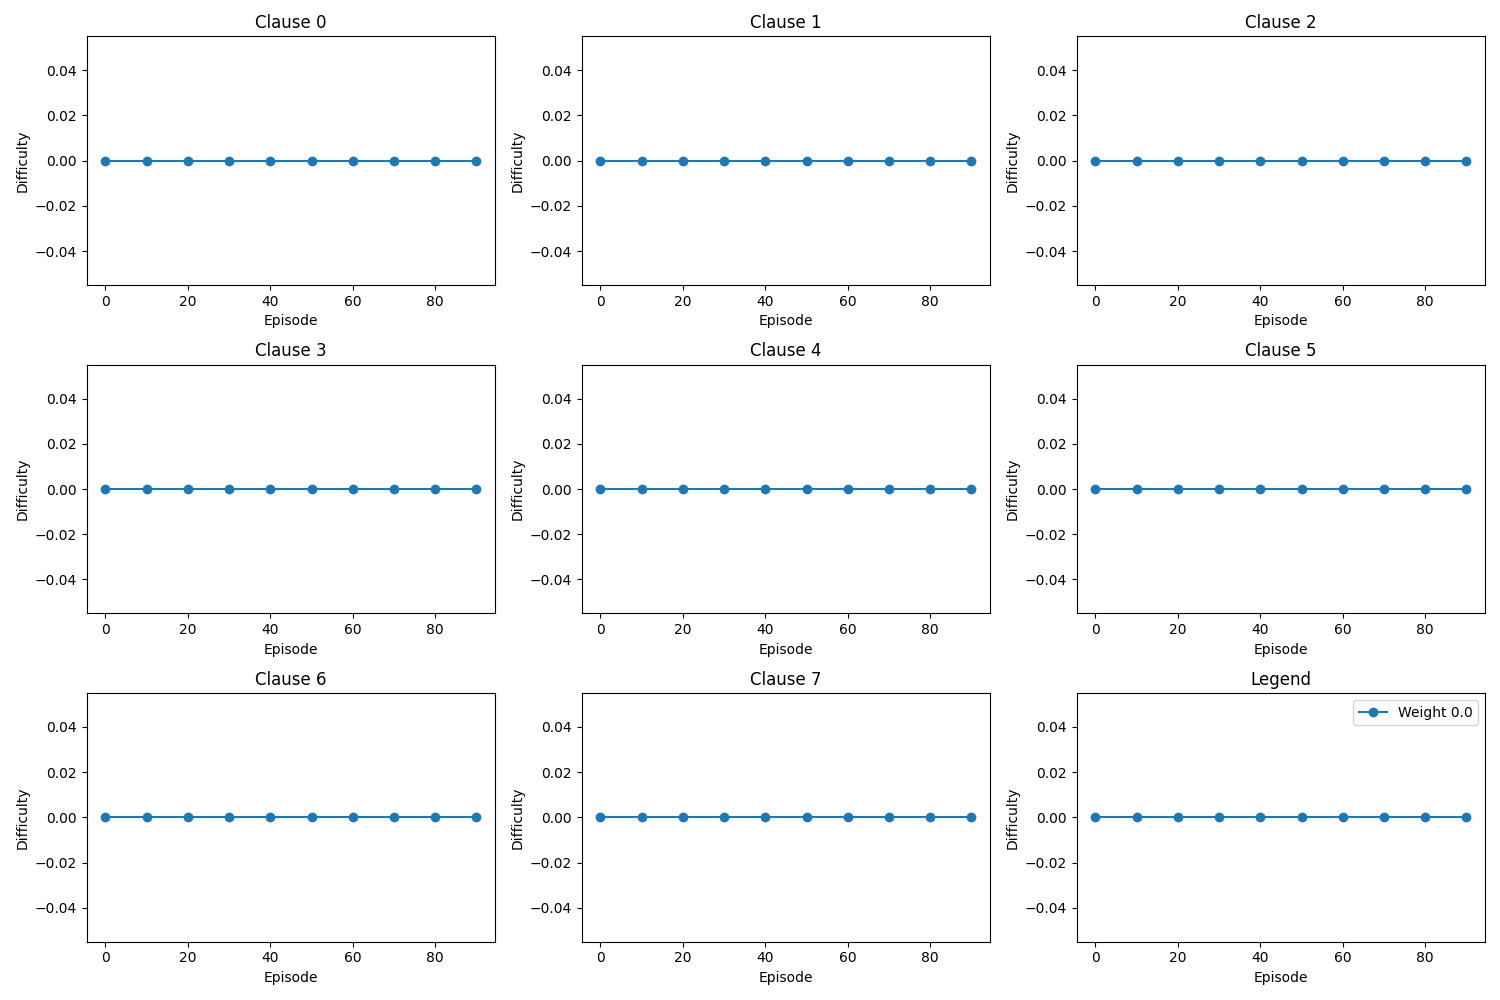 Clause 0 Clause 1 Clause 2
0.04 0.04 0.04
0.02 0.02 0.02
Difficulty 0.00 Difficulty 0.00 Difficulty 0.00
−0.02 −0.02 −0.02
−0.04 −0.04 −0.04
0 20 40 60 80 0 20 40 60 80 0 20 40 60 80
Episode Episode Episode
Clause 3 Clause 4 Clause 5
0.04 0.04 0.04
0.02 0.02 0.02
Difficulty 0.00 Difficulty 0.00 Difficulty 0.00
−0.02 −0.02 −0.02
−0.04 −0.04 −0.04
0 20 40 60 80 0 20 40 60 80 0 20 40 60 80
Episode Episode Episode
Clause 6 Clause 7 Legend
Weight 0.0
0.04 0.04 0.04
0.02 0.02 0.02
Difficulty 0.00 Difficulty 0.00 Difficulty 0.00
−0.02 −0.02 −0.02
−0.04 −0.04 −0.04
0 20 40 60 80 0 20 40 60 80 0 20 40 60 80
Episode Episode Episode